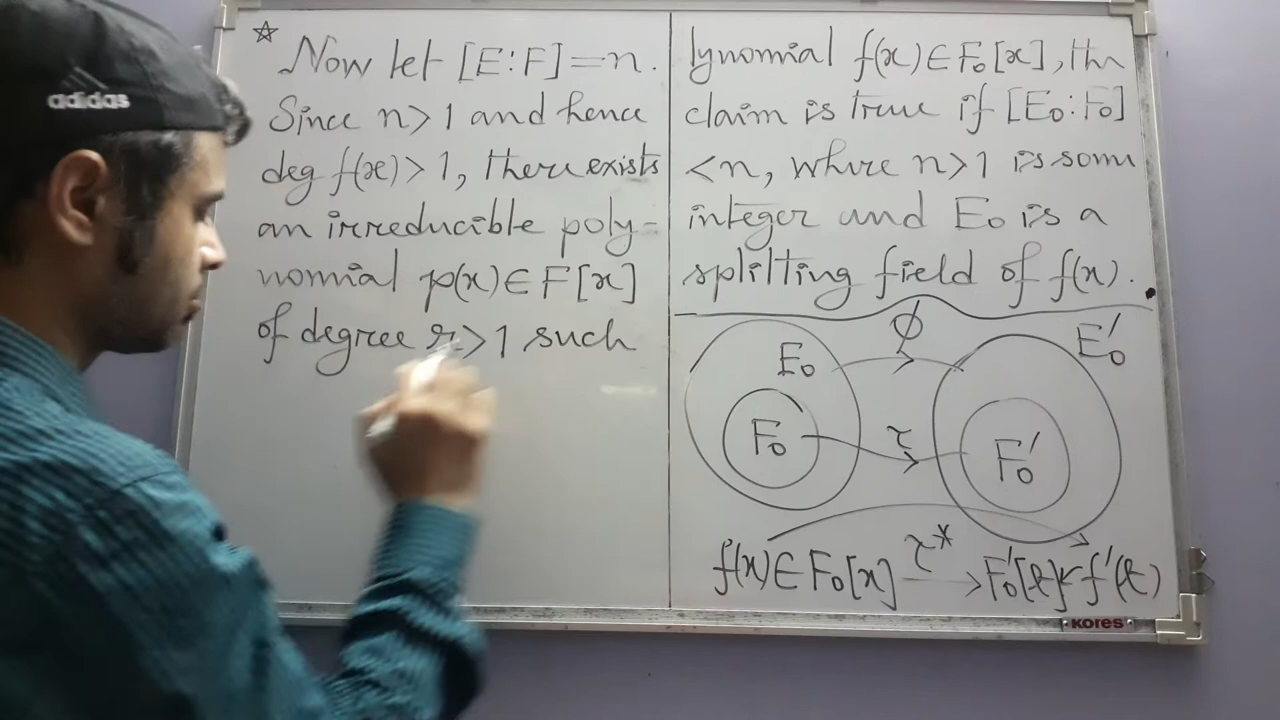 ☆ Now let [E:F]=n.
Since n>1 and hence
deg f(x)>1, there exists
an irreducible poly-
nomial p(x)∈F[x]
of degree r>1 such
lynomial f(x)∈F₀[x], the
claim is true if [E₀:F₀]
<n, where n>1 is some
integer and E₀ is a
splitting field of f(x).
ϕ
E₀
E₀′
F₀
τ
F₀′
f(x)∈F₀[x] τ* →F₀′[t]∋f′(t)
adidas
KORES